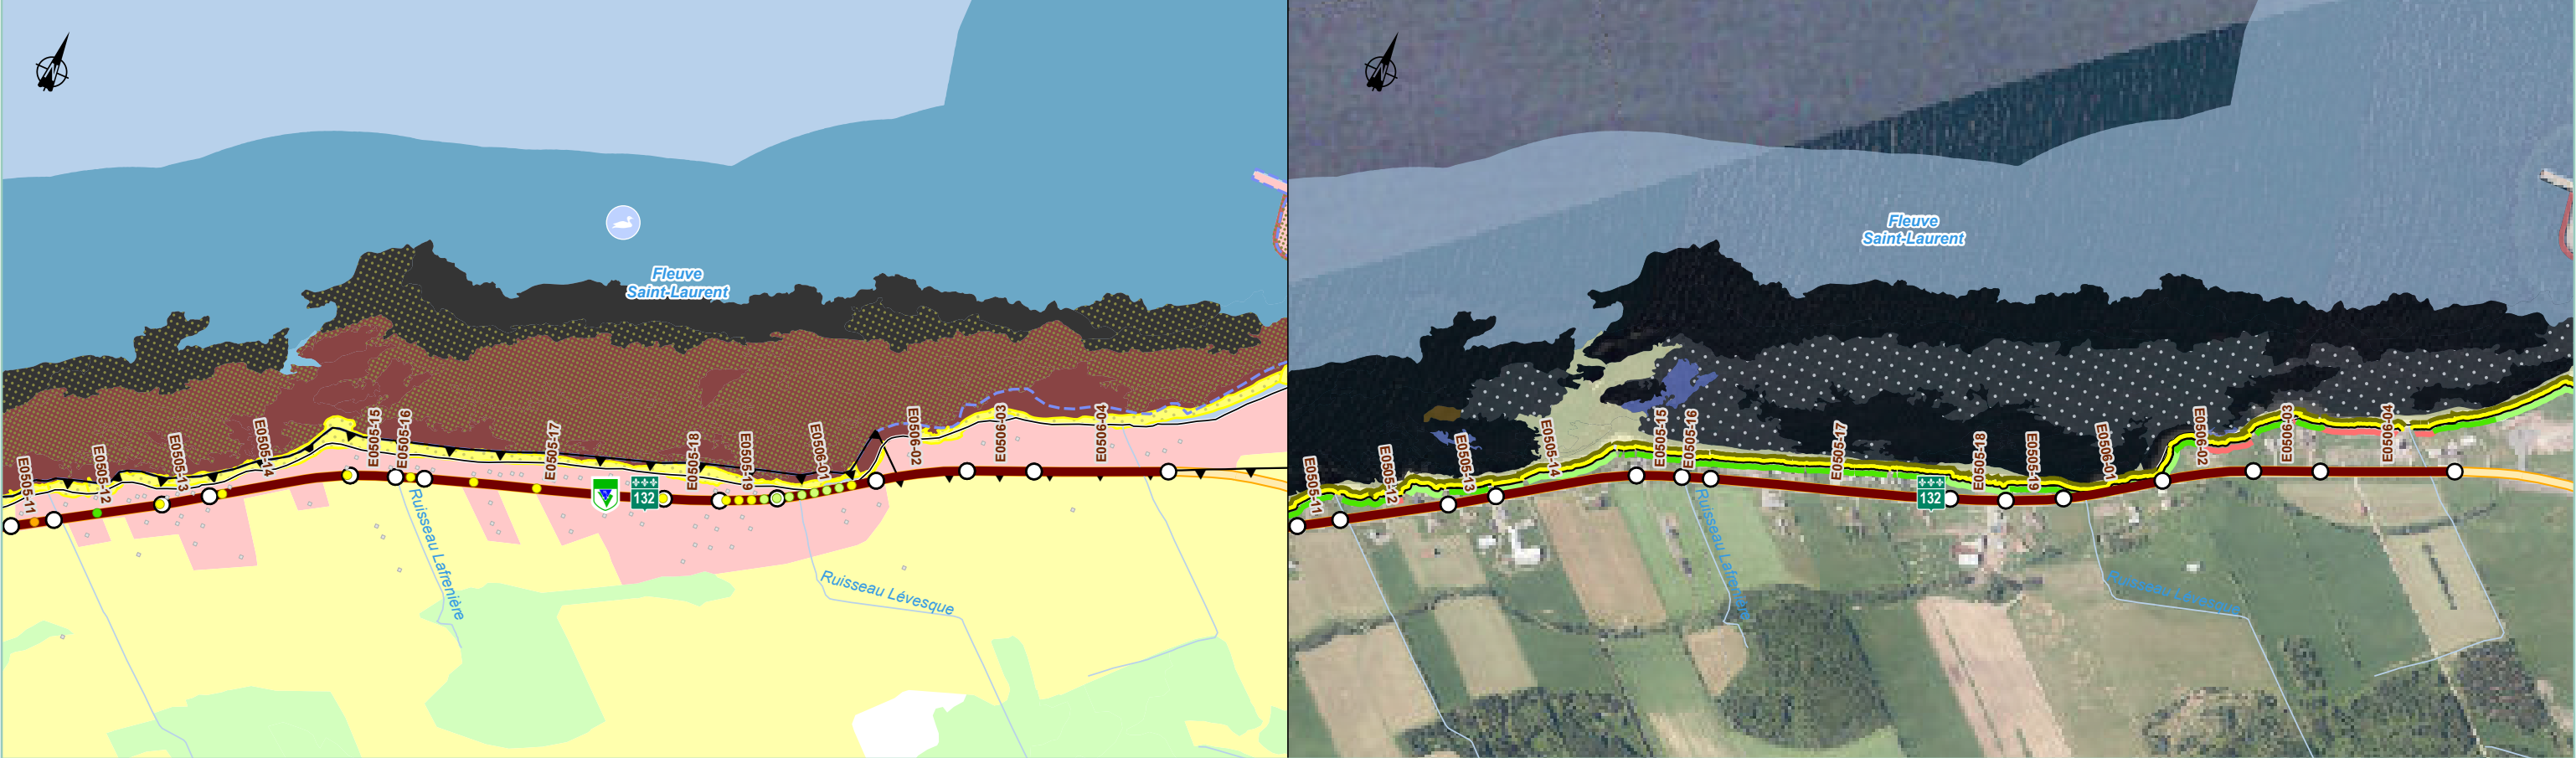 Fleuve
Saint-Laurent
E0505-11
E0505-12
E0505-13
E0505-14
E0505-15
E0505-16
E0505-17
E0505-18
E0505-19
E0506-01
E0506-02
E0506-03
E0506-04
132
Ruisseau Lafrenière
Ruisseau Lévesque
Fleuve
Saint-Laurent
E0505-11
E0505-12
E0505-13
E0505-14
E0505-15
E0505-16
E0505-17
E0505-18
E0505-19
E0506-01
E0506-02
E0506-03
E0506-04
132
Ruisseau Lafrenière
Ruisseau Lévesque